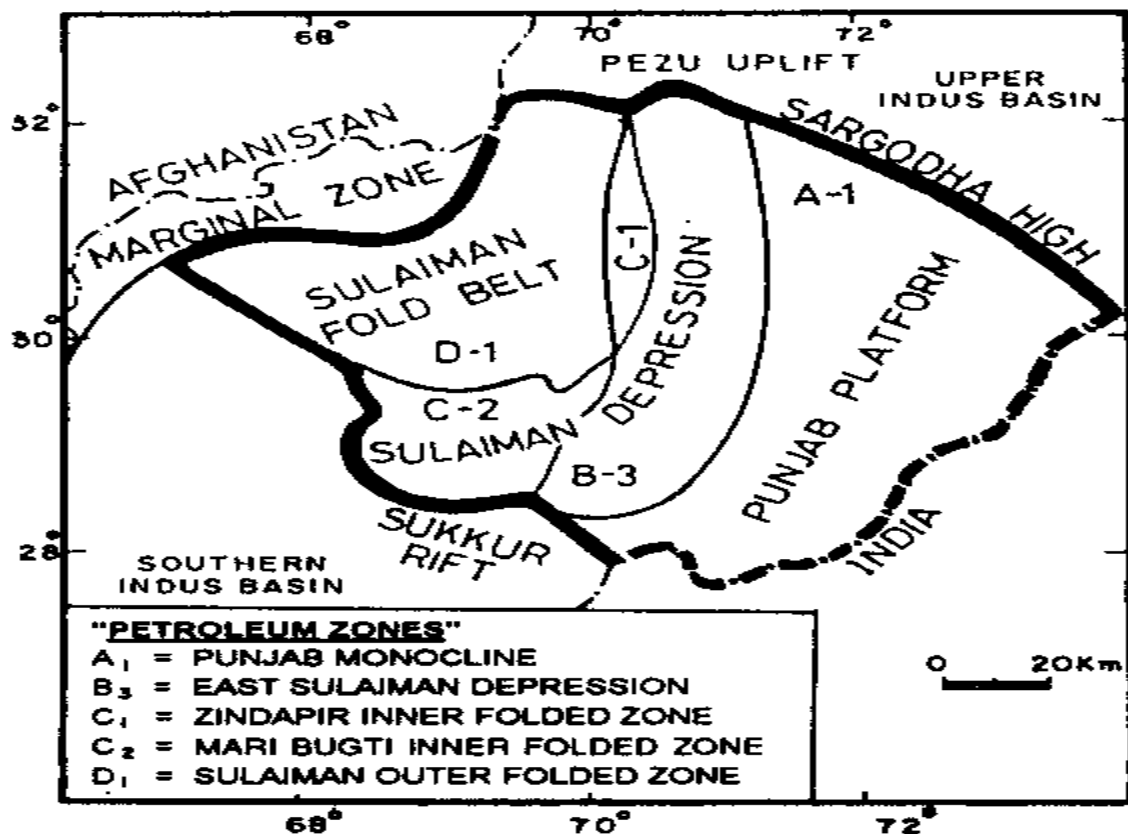 68° 70° 72°
PEZU UPLIFT
UPPER
INDUS BASIN
32°
AFGHANISTAN
MARGINAL ZONE
SARGODHA HIGH
A-1
SULAIMAN
FOLD BELT
C-1
30°
D-1
C-2
SULAIMAN DEPRESSION
PUNJAB PLATFORM
B-3
SUKKUR
RIFT
INDIA
28°
SOUTHERN
INDUS BASIN
"PETROLEUM ZONES"
A₁ = PUNJAB MONOCLINE
B₃ = EAST SULAIMAN DEPRESSION
C₁ = ZINDAPIR INNER FOLDED ZONE
C₂ = MARI BUGTI INNER FOLDED ZONE
D₁ = SULAIMAN OUTER FOLDED ZONE
0 20Km
68° 70° 72°